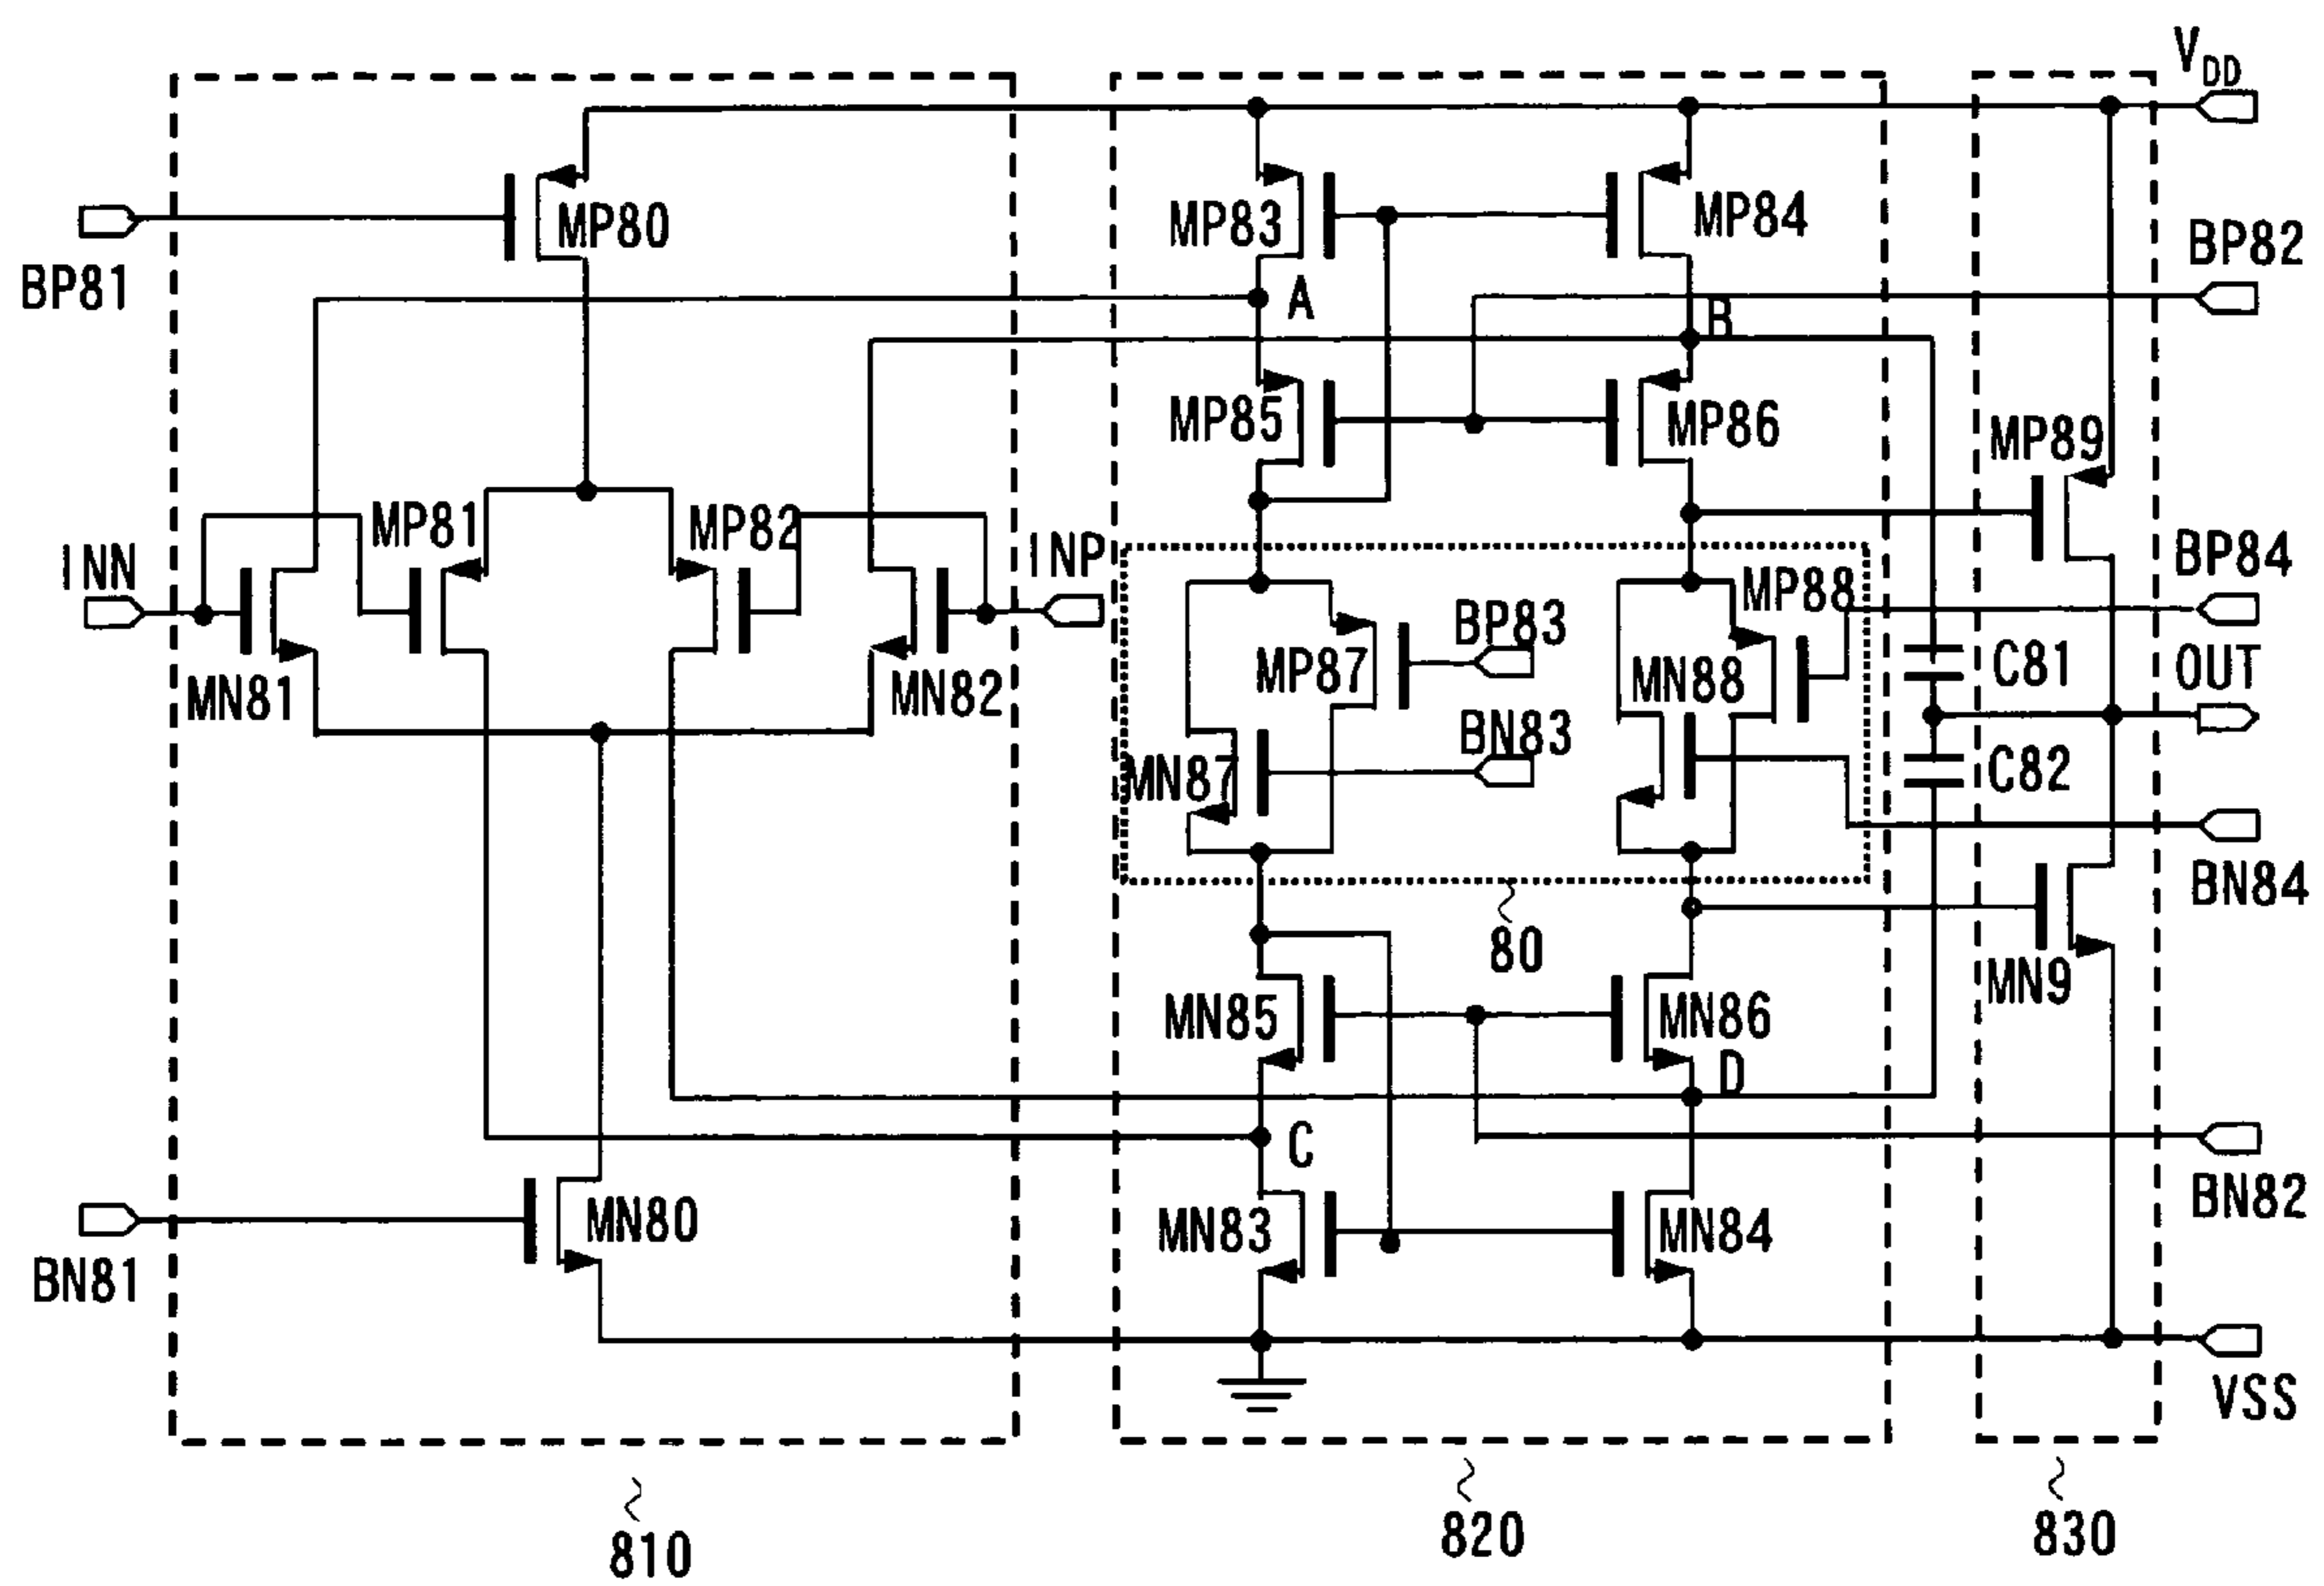 VDD
MP80
MP83
MP84
BP81
BP82
A
B
MP85
MP86
MP89
INN
MP81
MP82
INP
BP84
MP88
BP83
MP87
MN88
C81
OUT
MN81
MN82
BN83
MN87
C82
BN84
80
MN85
MN86
MN9
D
C
BN82
MN83
MN84
MN80
BN81
VSS
810
820
830